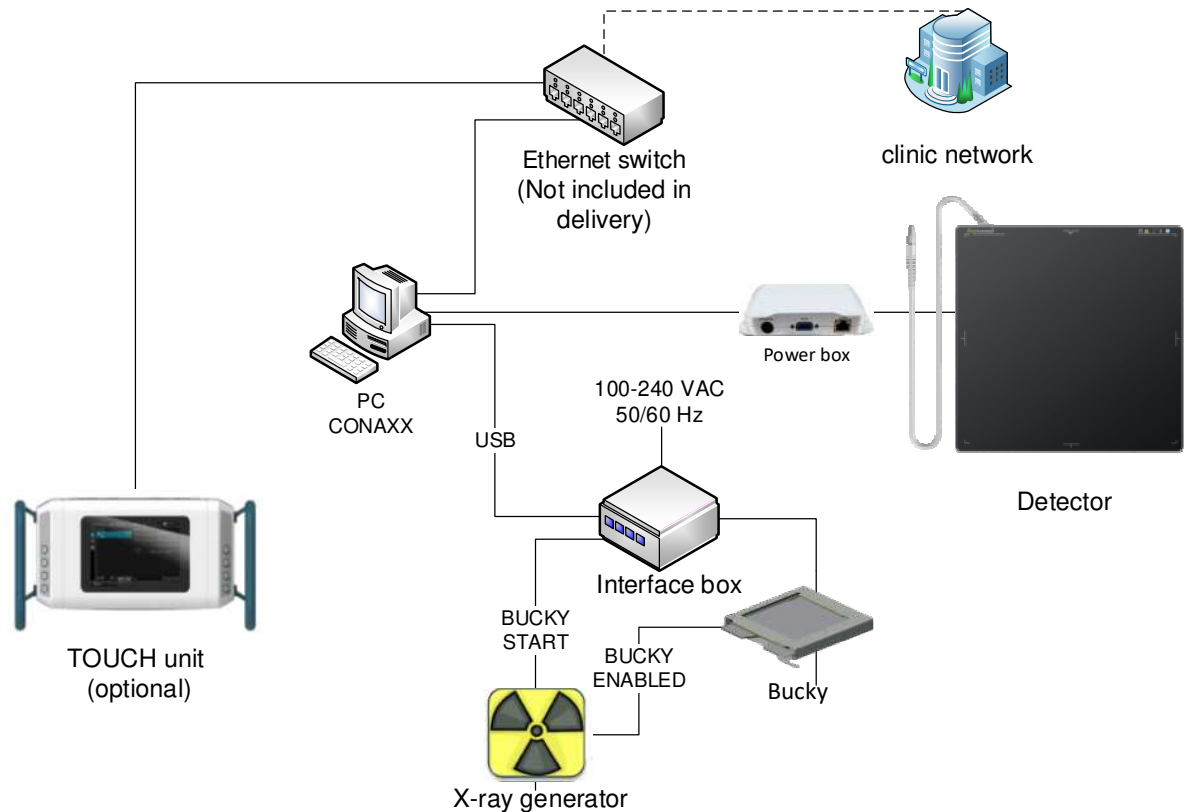 Ethernet switch
(Not included in
delivery)
clinic network
Power box
PC
CONAXX
100-240 VAC
50/60 Hz
USB
Detector
Interface box
TOUCH unit
(optional)
BUCKY
START
BUCKY
ENABLED
Bucky
X-ray generator